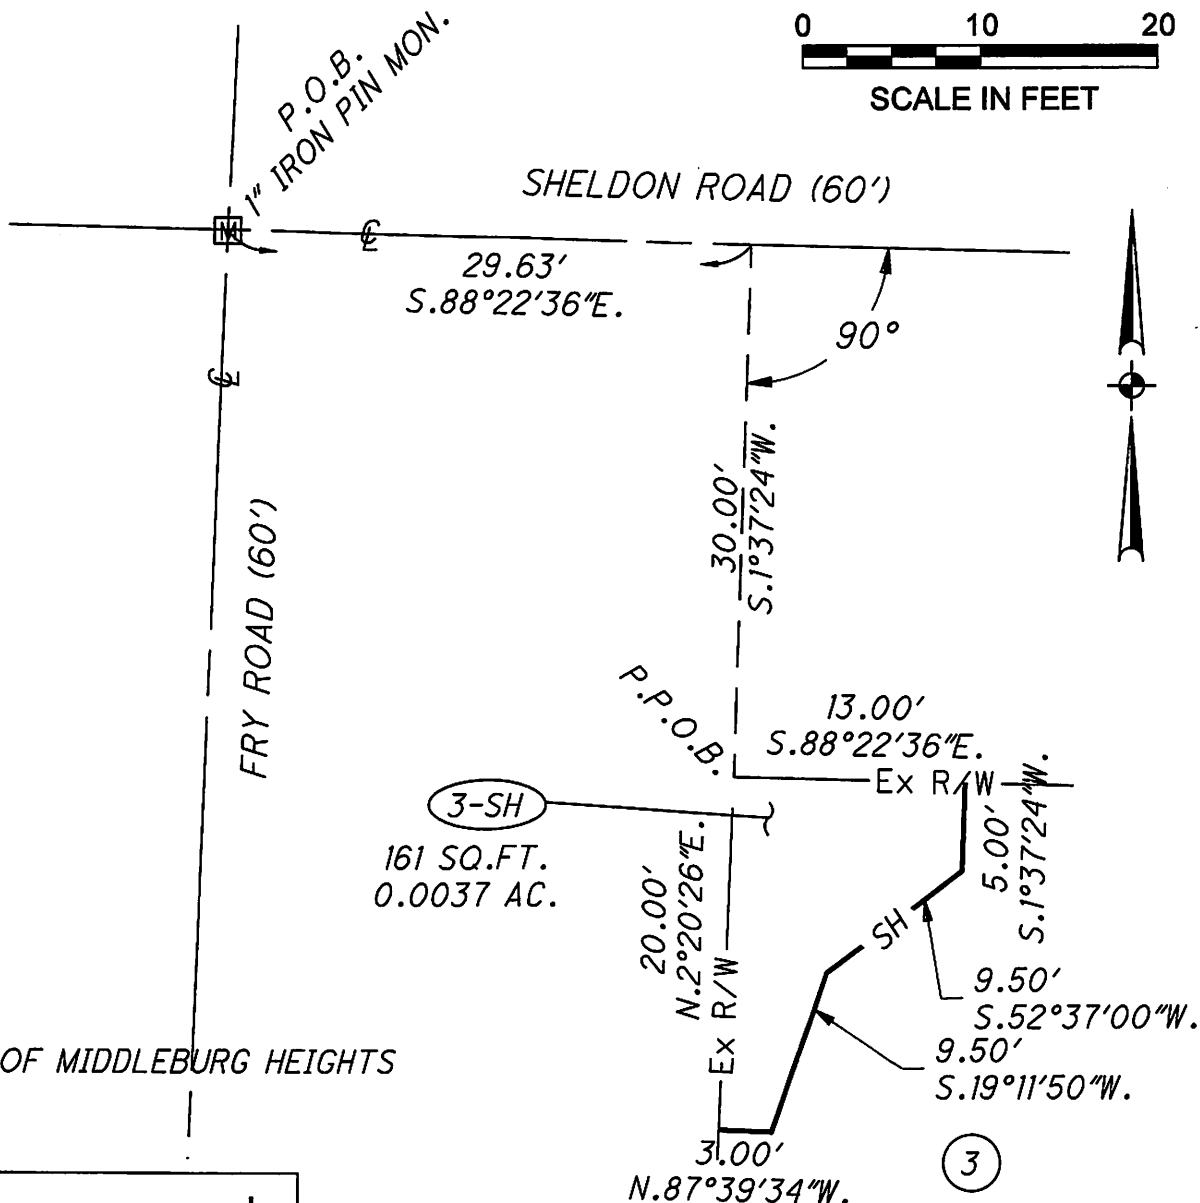 0 10 20
SCALE IN FEET
P.O.B.
1" IRON PIN MON.
SHELDON ROAD (60')
M
℄
29.63'
S.88°22'36"E.
90°
℄
30.00'
S.1°37'24"W.
FRY ROAD (60')
P.P.O.B.
13.00'
S.88°22'36"E.
Ex R/W
3-SH
161 SQ.FT.
0.0037 AC.
20.00'
N.2°20'26"E.
Ex R/W
5.00'
S.1°37'24"W.
SH
9.50'
S.52°37'00"W.
9.50'
S.19°11'50"W.
OF MIDDLEBURG HEIGHTS
3.00'
N.87°39'34"W.
3